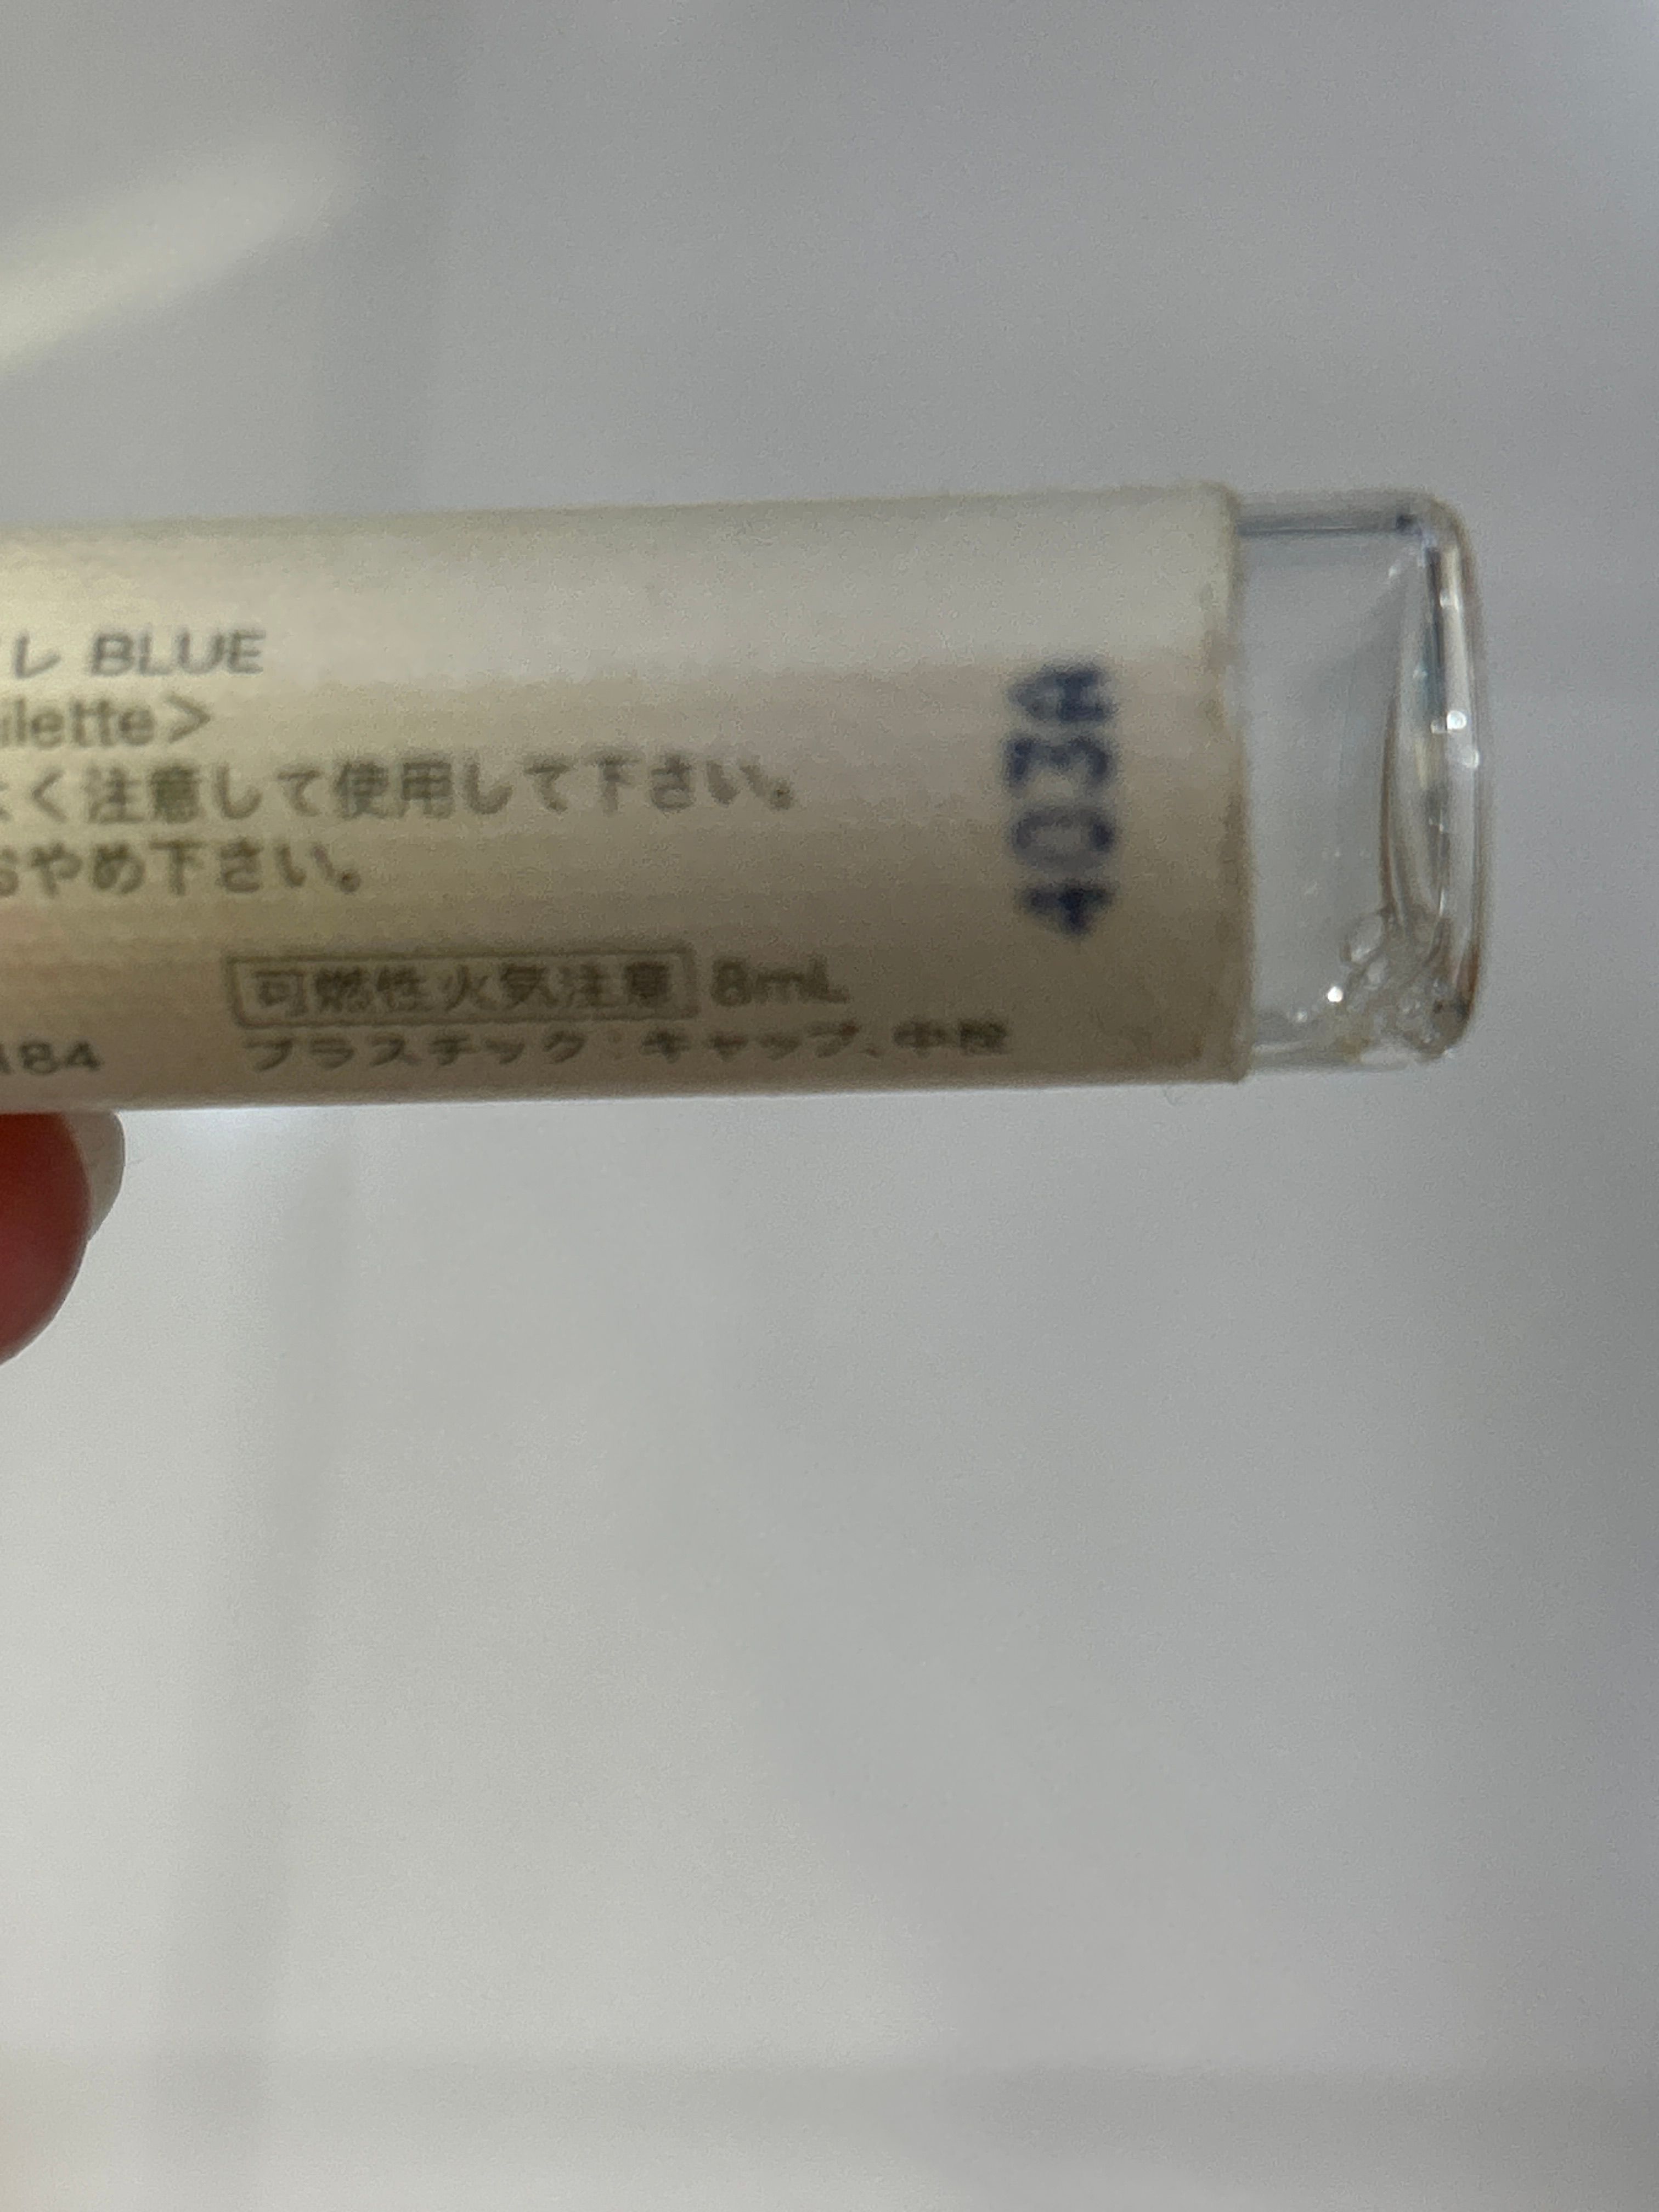 レ BLUE
ilette>
よく注意して使用して下さい。
おやめ下さい。
可燃性火気注意 8mL
184 プラスチック:キャップ、中栓
403A